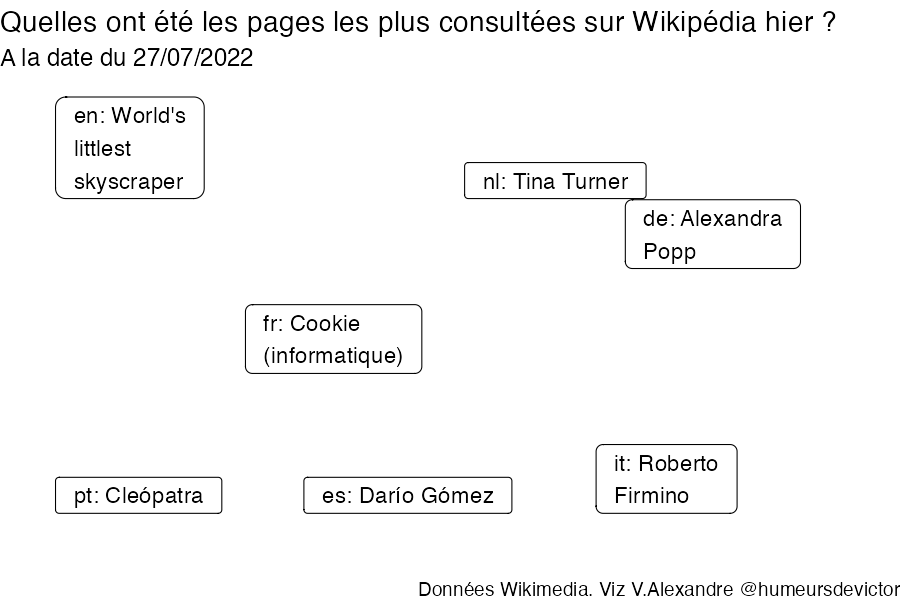 Quelles ont été les pages les plus consultées sur Wikipédia hier ?
A la date du 27/07/2022
en: World's
littlest
skyscraper
nl: Tina Turner
de: Alexandra
Popp
fr: Cookie
(informatique)
it: Roberto
Firmino
pt: Cleópatra
es: Darío Gómez
Données Wikimedia. Viz V.Alexandre @humeursdevictor